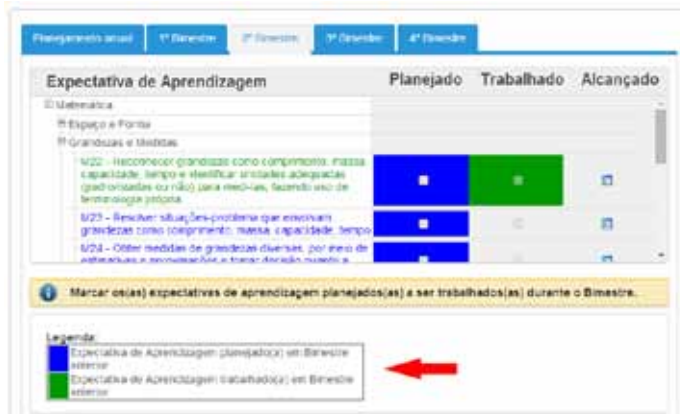 Planejamento anual 1º Bimestre 2º Bimestre 3º Bimestre 4º Bimestre
Expectativa de Aprendizagem Planejado Trabalhado Alcançado
Matemática
Espaço e Forma
Grandezas e Medidas
M22 - Reconhecer grandezas como comprimento, massa
capacidade, tempo e identificar unidades adequadas
(padronizadas ou não) para medi-las, fazendo uso de
terminologia própria.
M23 - Resolver situações-problema que envolvam
grandezas como comprimento, massa, capacidade, tempo
M24 - Obter medidas de grandezas diversas, por meio de
estimativas e aproximações e tomar decisão quanto a
Marcar os(as) expectativas de aprendizagem planejados(as) a ser trabalhados(as) durante o Bimestre.
Legenda:
Expectativa de Aprendizagem planejado(a) em Bimestre
anterior
Expectativa de Aprendizagem trabalhado(a) em Bimestre
anterior